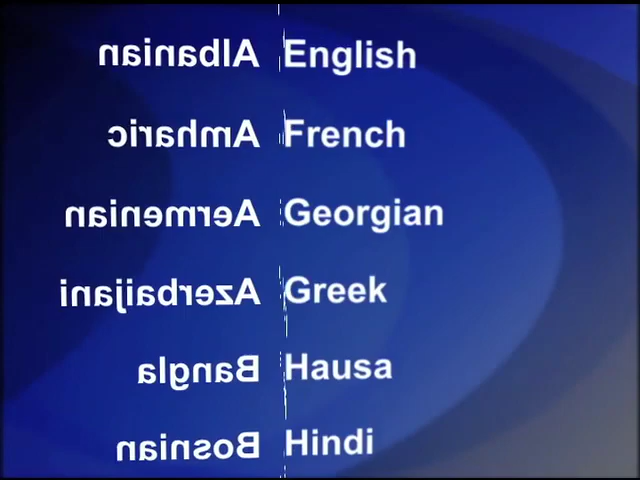 Albanian English
Amharic French
Aermenian Georgian
Azerbaijani Greek
Bangla Hausa
Bosnian Hindi